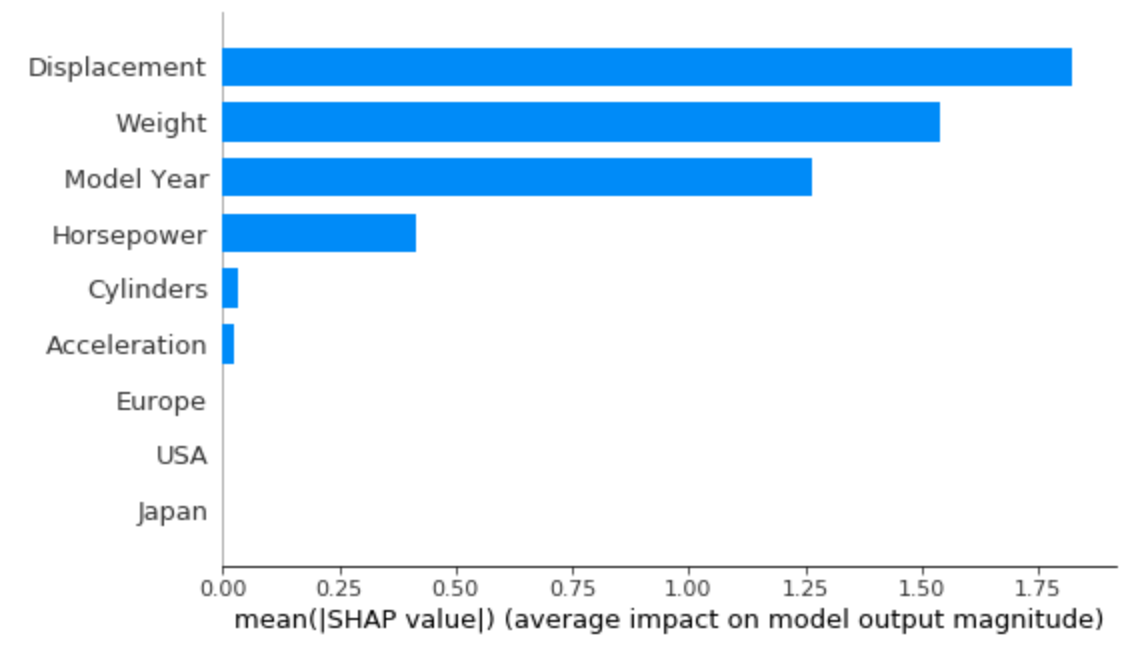 Displacement
Weight
Model Year
Horsepower
Cylinders
Acceleration
Europe
USA
Japan
0.00 0.25 0.50 0.75 1.00 1.25 1.50 1.75
mean(|SHAP value|) (average impact on model output magnitude)